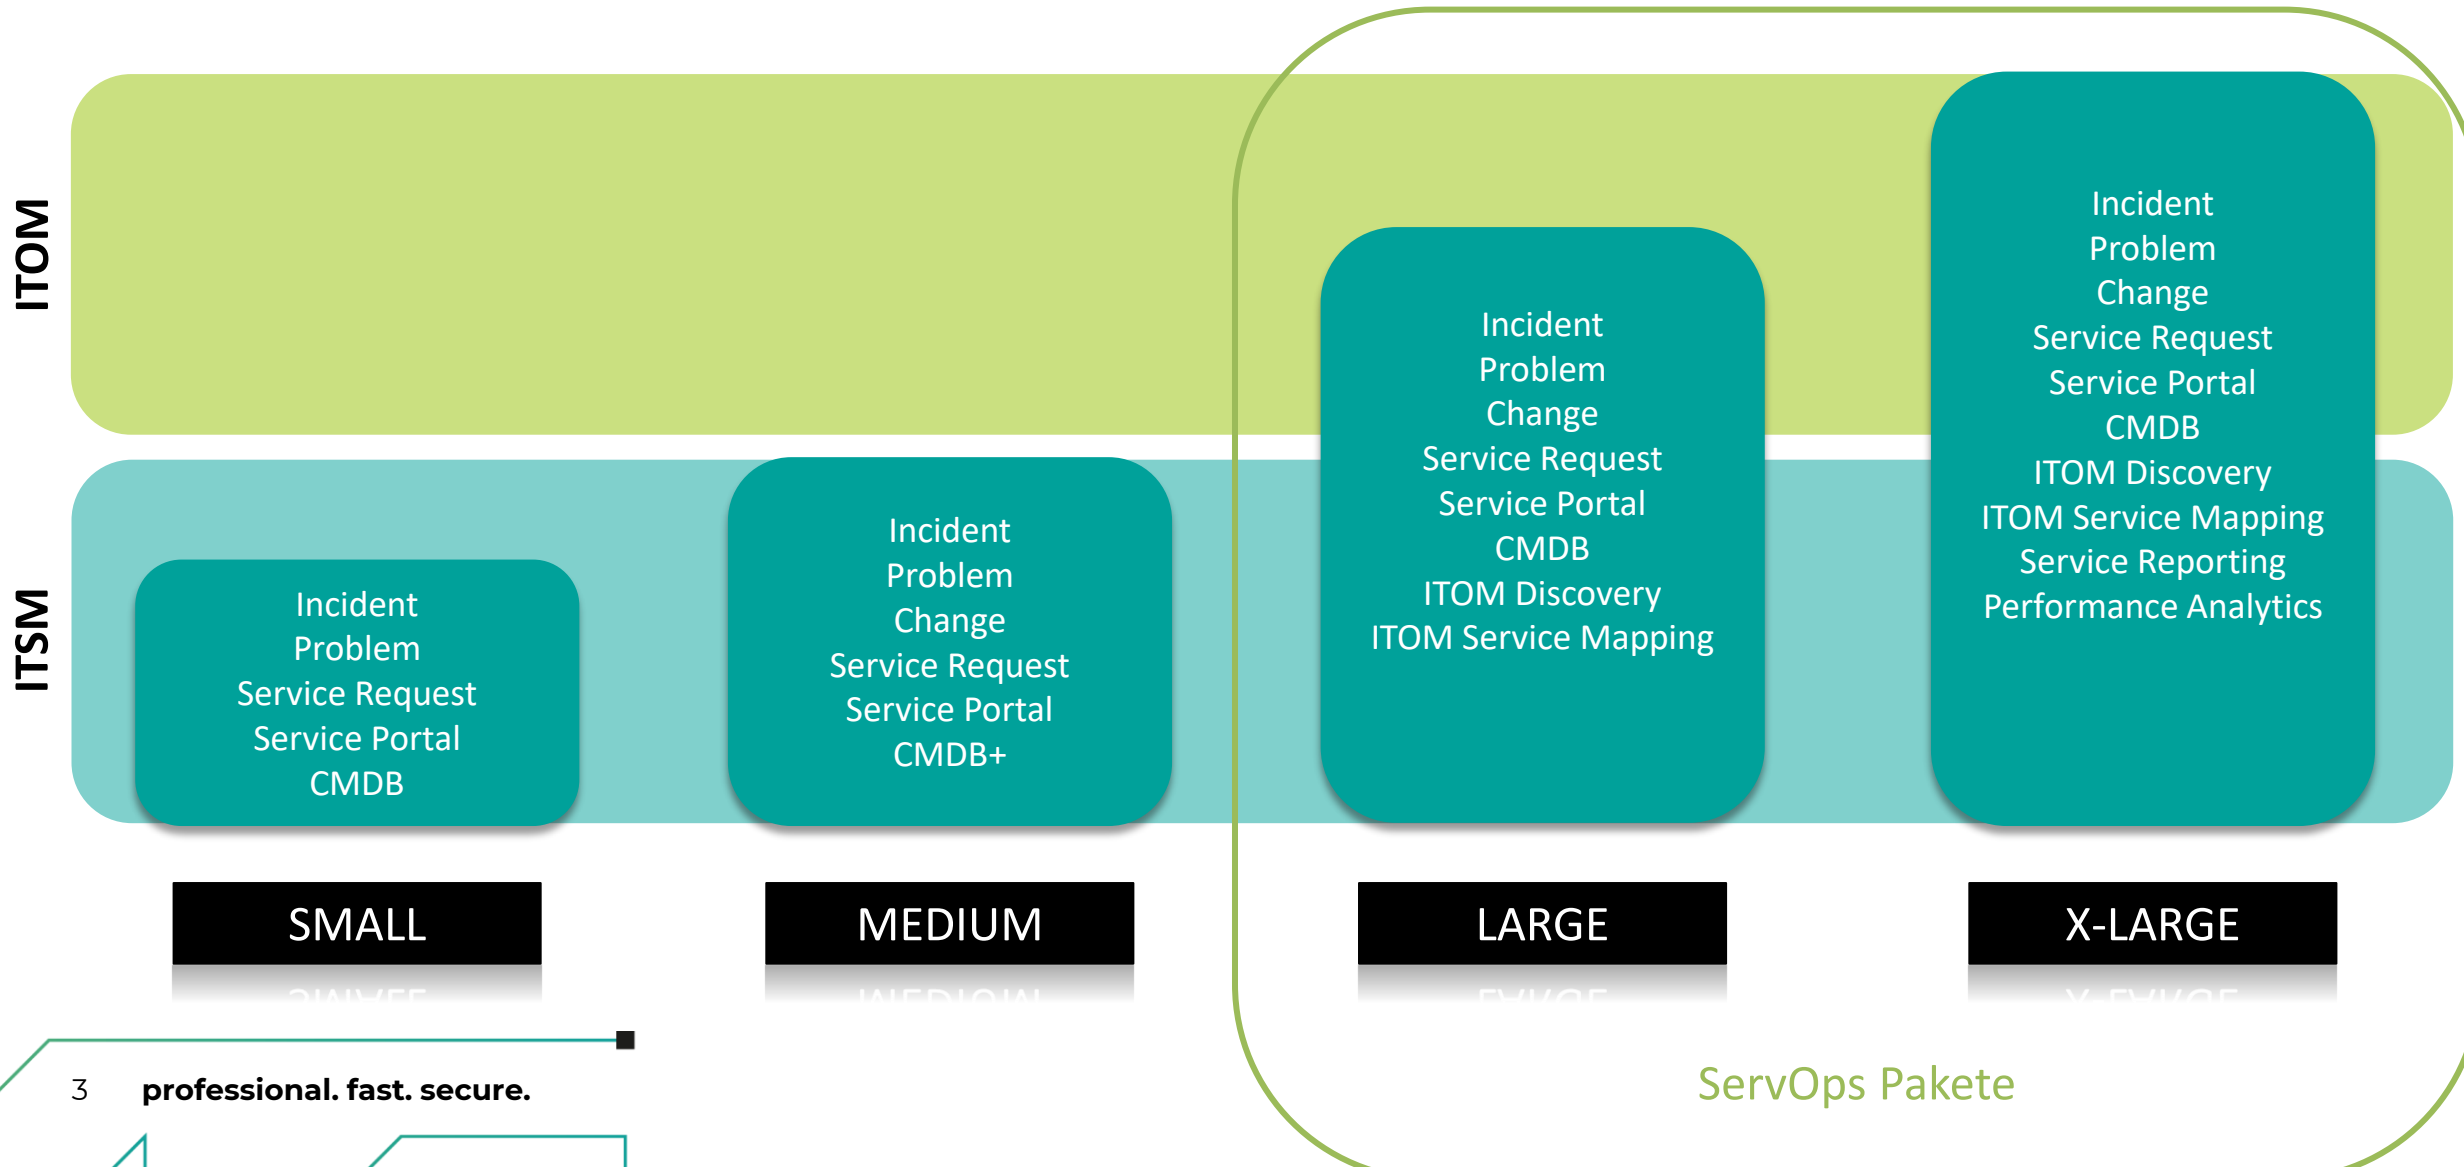 ITOM
ITSM
Incident
Problem
Service Request
Service Portal
CMDB
SMALL
Incident
Problem
Change
Service Request
Service Portal
CMDB+
MEDIUM
Incident
Problem
Change
Service Request
Service Portal
CMDB
ITOM Discovery
ITOM Service Mapping
LARGE
Incident
Problem
Change
Service Request
Service Portal
CMDB
ITOM Discovery
ITOM Service Mapping
Service Reporting
Performance Analytics
X-LARGE
ServOps Pakete
3 professional. fast. secure.